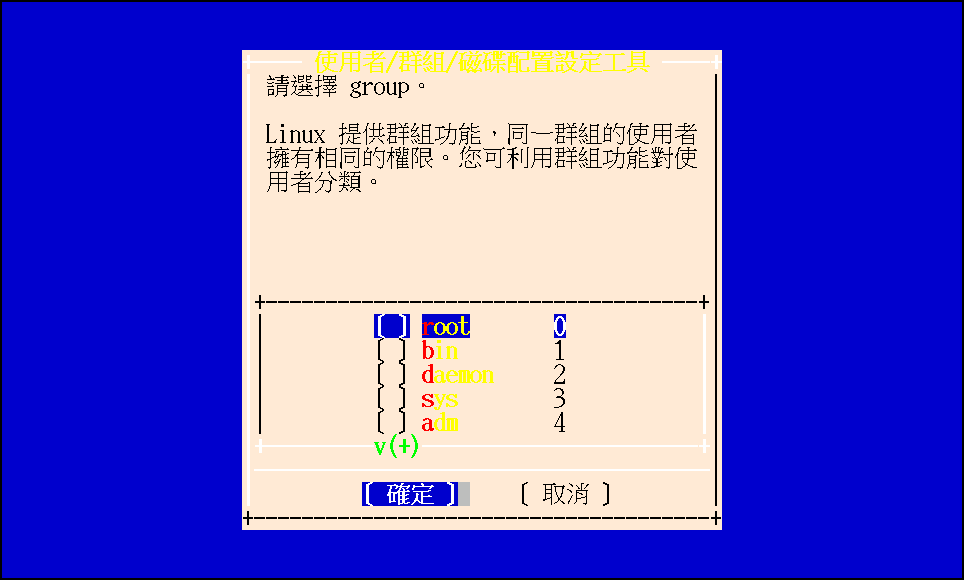 使用者/群組/磁碟配置設定工具
請選擇 group。
Linux 提供群組功能，同一群組的使用者
擁有相同的權限。您可利用群組功能對使
用者分類。
[ ] root 0
[ ] bin 1
[ ] daemon 2
[ ] sys 3
[ ] adm 4
v(+)
[ 確定 ] [ 取消 ]